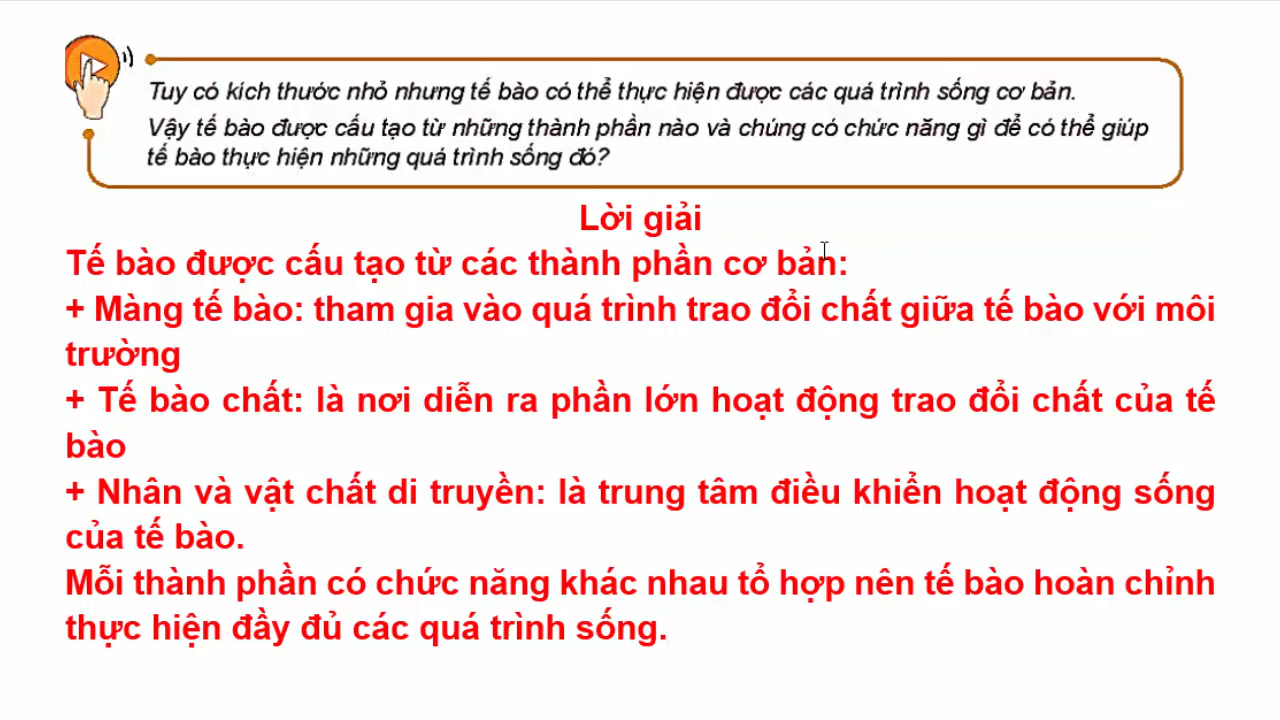 Tuy có kích thước nhỏ nhưng tế bào có thể thực hiện được các quá trình sống cơ bản.
Vậy tế bào được cấu tạo từ những thành phần nào và chúng có chức năng gì để có thể giúp
tế bào thực hiện những quá trình sống đó?
Lời giải
Tế bào được cấu tạo từ các thành phần cơ bản:
+ Màng tế bào: tham gia vào quá trình trao đổi chất giữa tế bào với môi
trường
+ Tế bào chất: là nơi diễn ra phần lớn hoạt động trao đổi chất của tế
bào
+ Nhân và vật chất di truyền: là trung tâm điều khiển hoạt động sống
của tế bào.
Mỗi thành phần có chức năng khác nhau tổ hợp nên tế bào hoàn chỉnh
thực hiện đầy đủ các quá trình sống.